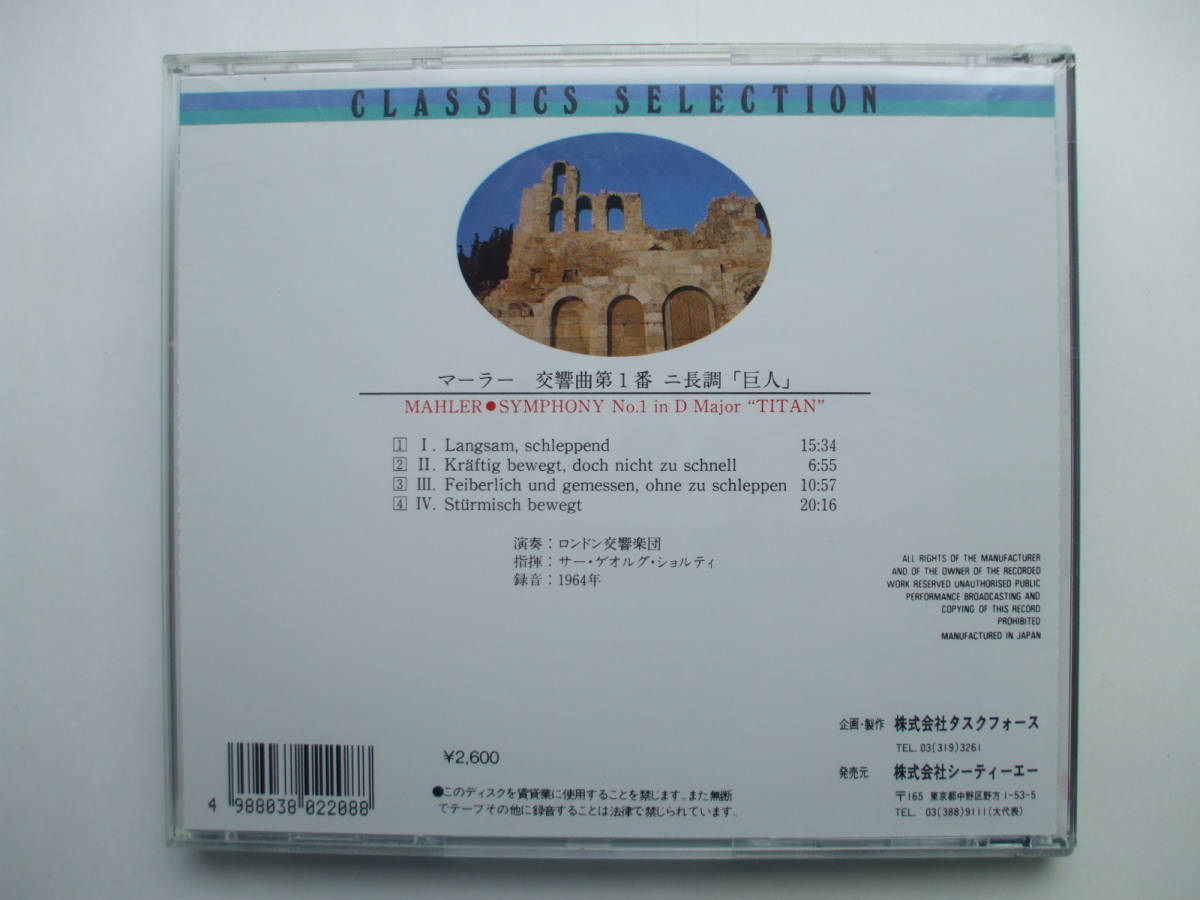 CLASSICS SELECTION
マーラー 交響曲第1番 ニ長調「巨人」
MAHLER●SYMPHONY No.1 in D Major “TITAN”
1 I. Langsam, schleppend 15:34
2 II. Kräftig bewegt, doch nicht zu schnell 6:55
3 III. Feiberlich und gemessen, ohne zu schleppen 10:57
4 IV. Stürmisch bewegt 20:16
演奏：ロンドン交響楽団
指揮：サー・ゲオルグ・ショルティ
録音：1964年
ALL RIGHTS OF THE MANUFACTURER
AND OF THE OWNER OF THE RECORDED
WORK RESERVED UNAUTHORISED PUBLIC
PERFORMANCE BROADCASTING AND
COPYING OF THIS RECORD
PROHIBITED
MANUFACTURED IN JAPAN
企画・製作 株式会社タスクフォース
TEL. 03(319)3261
発売元 株式会社シーティーエー
〒165 東京都中野区野方1-53-5
TEL. 03(388)9111(大代表)
¥2,600
●このディスクを賃貸業に使用することを禁じます。また無断
でテープその他に録音することは法律で禁じられています。
4 988038 022088